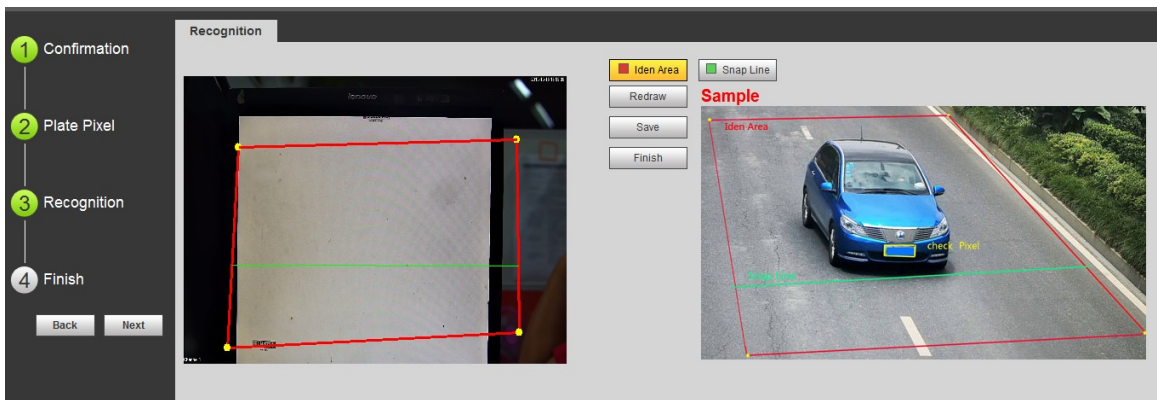 1 Confirmation
2 Plate Pixel
3 Recognition
4 Finish
Back Next
Recognition
lenovo
Iden Area Snap Line
Redraw
Save
Finish
Sample
Iden Area
check Pixel
Snap Line